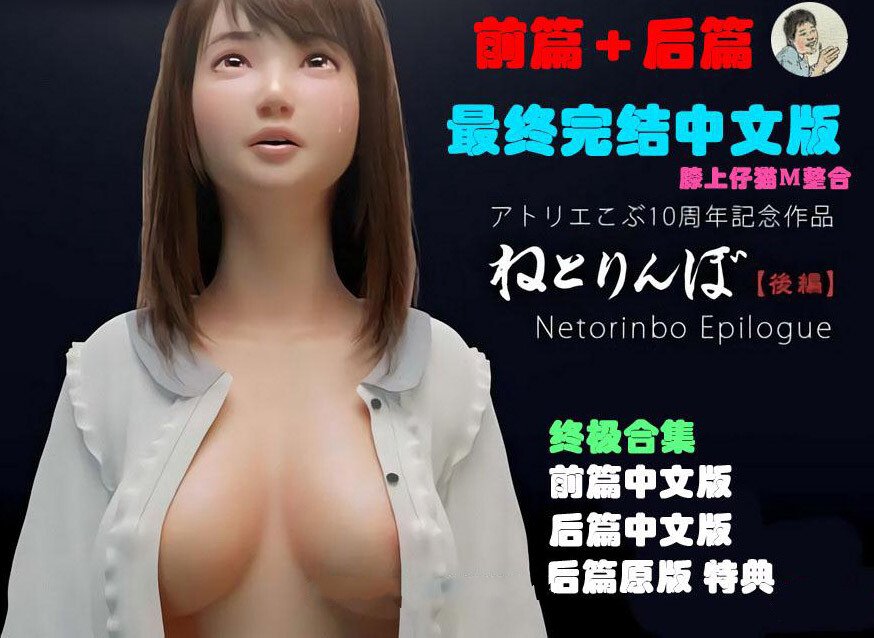 前篇＋后篇
最终完结中文版
膝上仔猫M整合
アトリエこぶ10周年記念作品
ねとりんぼ【後編】
Netorinbo Epilogue
终极合集
前篇中文版
后篇中文版
后篇原版 特典